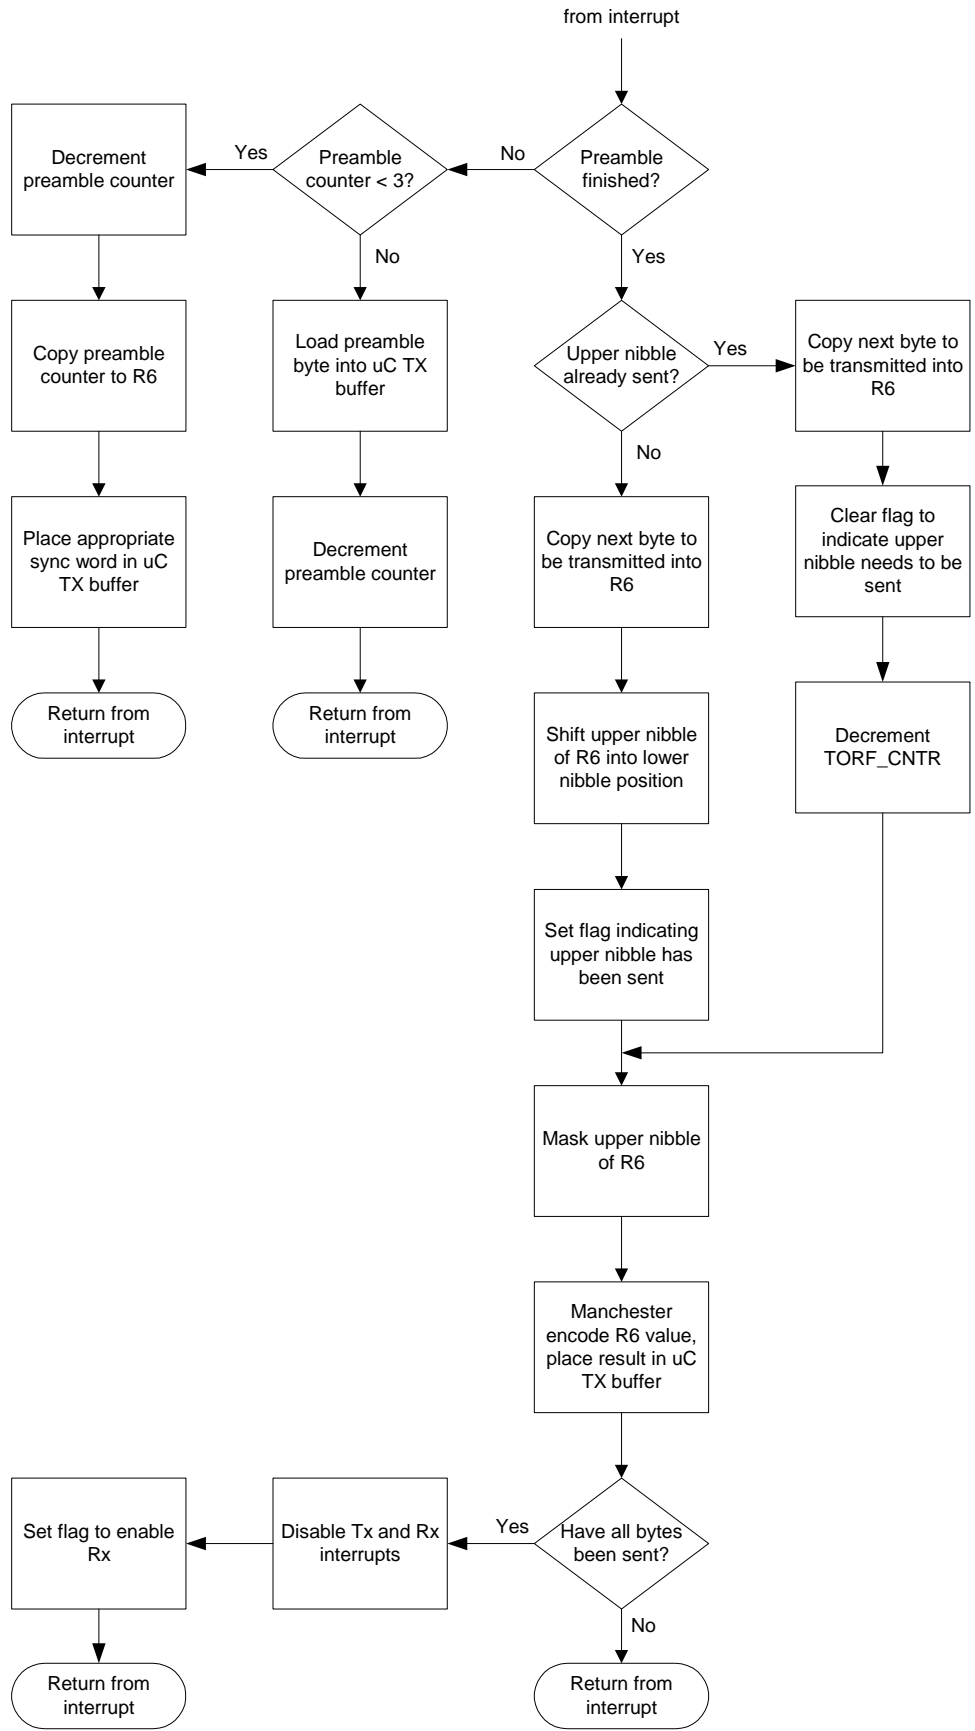 from interrupt
Decrement
preamble counter
Yes
Preamble
counter < 3?
No
Preamble
finished?
No
Yes
Copy preamble
counter to R6
Load preamble
byte into uC TX
buffer
Upper nibble
already sent?
Yes
Copy next byte to
be transmitted into
R6
No
Place appropriate
sync word in uC
TX buffer
Decrement
preamble counter
Copy next byte to
be transmitted into
R6
Clear flag to
indicate upper
nibble needs to be
sent
Return from
interrupt
Return from
interrupt
Shift upper nibble
of R6 into lower
nibble position
Decrement
TORF_CNTR
Set flag indicating
upper nibble has
been sent
Mask upper nibble
of R6
Manchester
encode R6 value,
place result in uC
TX buffer
Set flag to enable
Rx
Disable Tx and Rx
interrupts
Yes
Have all bytes
been sent?
No
Return from
interrupt
Return from
interrupt